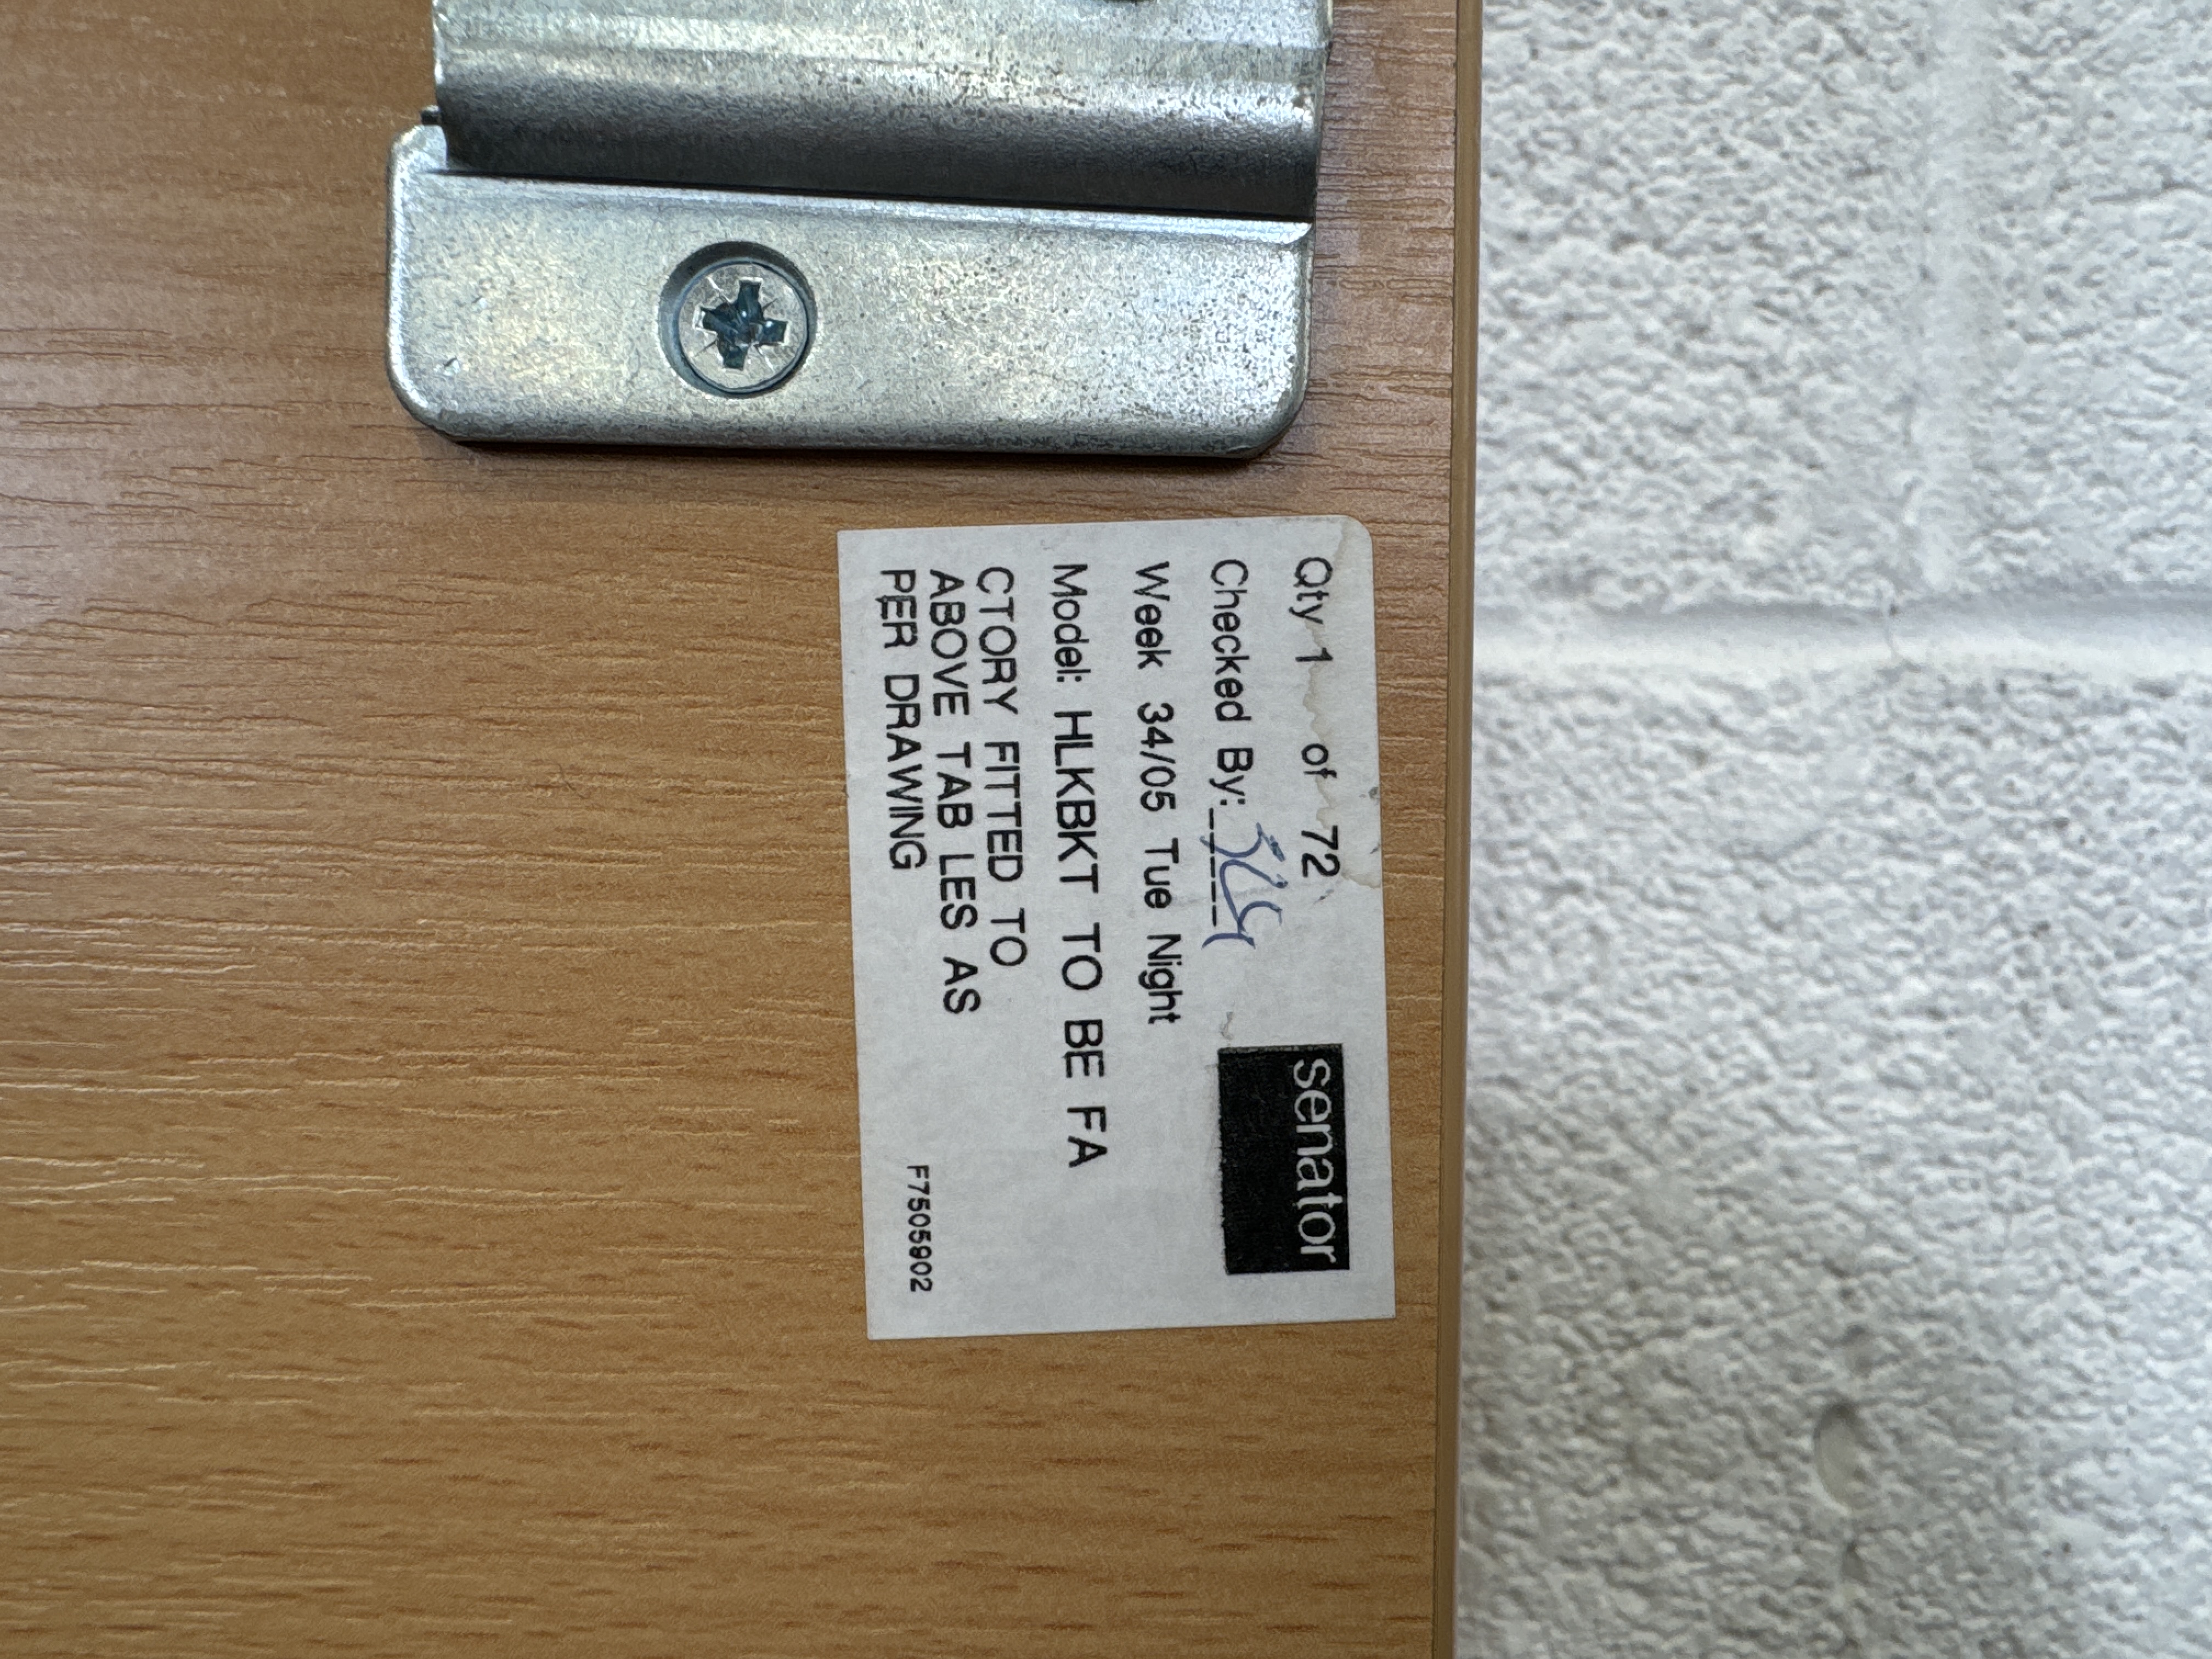 Qty 1 of 72
senator
Checked By:
Week 34/05 Tue Night
Model: HLKBKT TO BE FA
CTORY FITTED TO
ABOVE TAB LES AS
PER DRAWING
F7505902